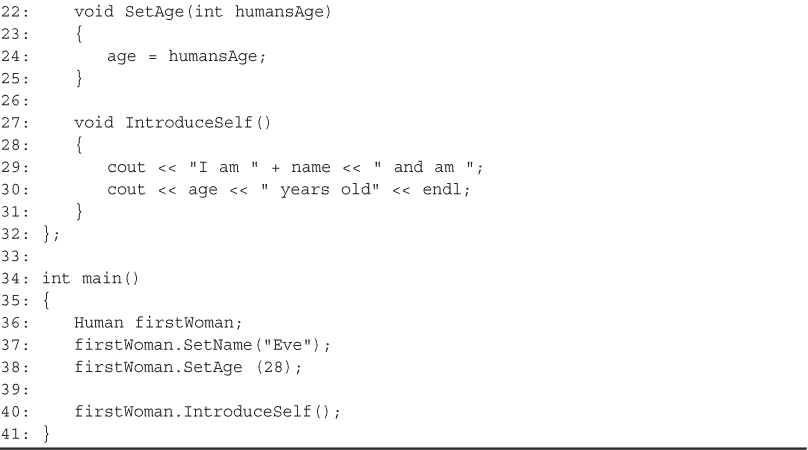 22:    void SetAge(int humansAge)
23:    {
24:       age = humansAge;
25:    }
26:
27:    void IntroduceSelf()
28:    {
29:       cout << "I am " + name << " and am ";
30:       cout << age << " years old" << endl;
31:    }
32: };
33:
34: int main()
35: {
36:    Human firstWoman;
37:    firstWoman.SetName("Eve");
38:    firstWoman.SetAge (28);
39:
40:    firstWoman.IntroduceSelf();
41: }